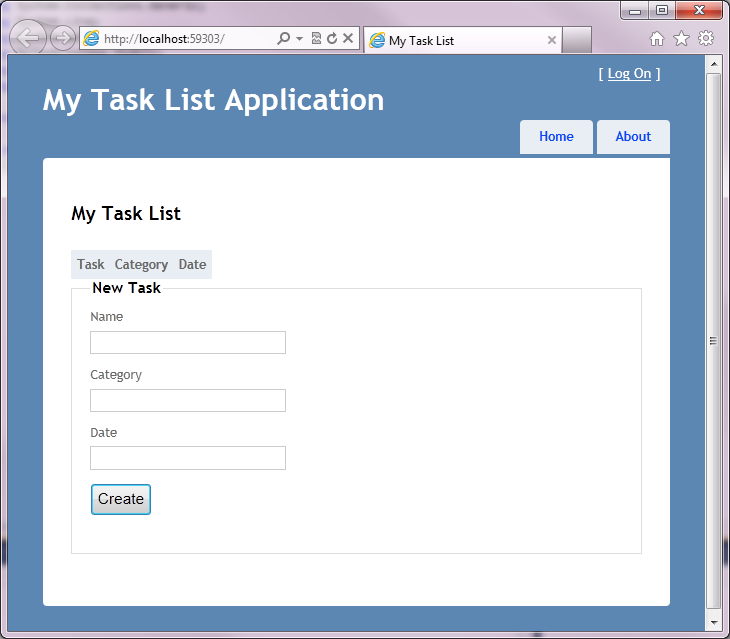 http://localhost:59303/
My Task List
[ Log On ]
My Task List Application
Home About
My Task List
Task Category Date
New Task
Name
Category
Date
Create